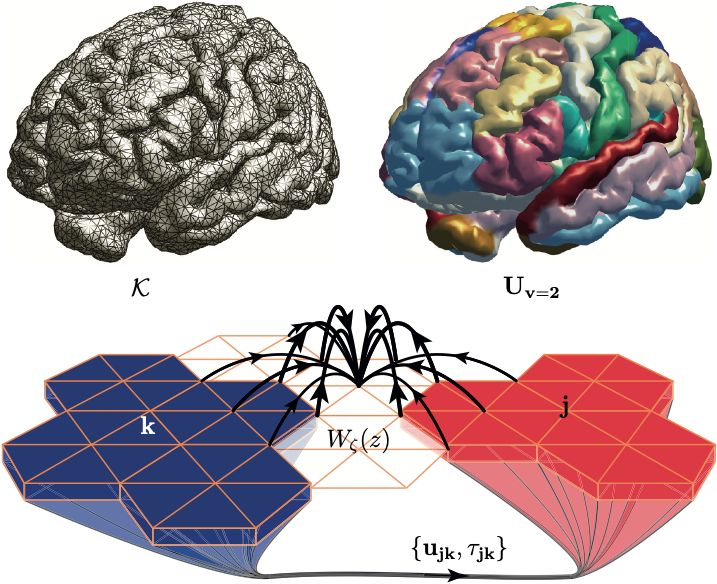 𝒦
U_{v=2}
k
j
W_ζ(z)
{u_{jk}, τ_{jk}}